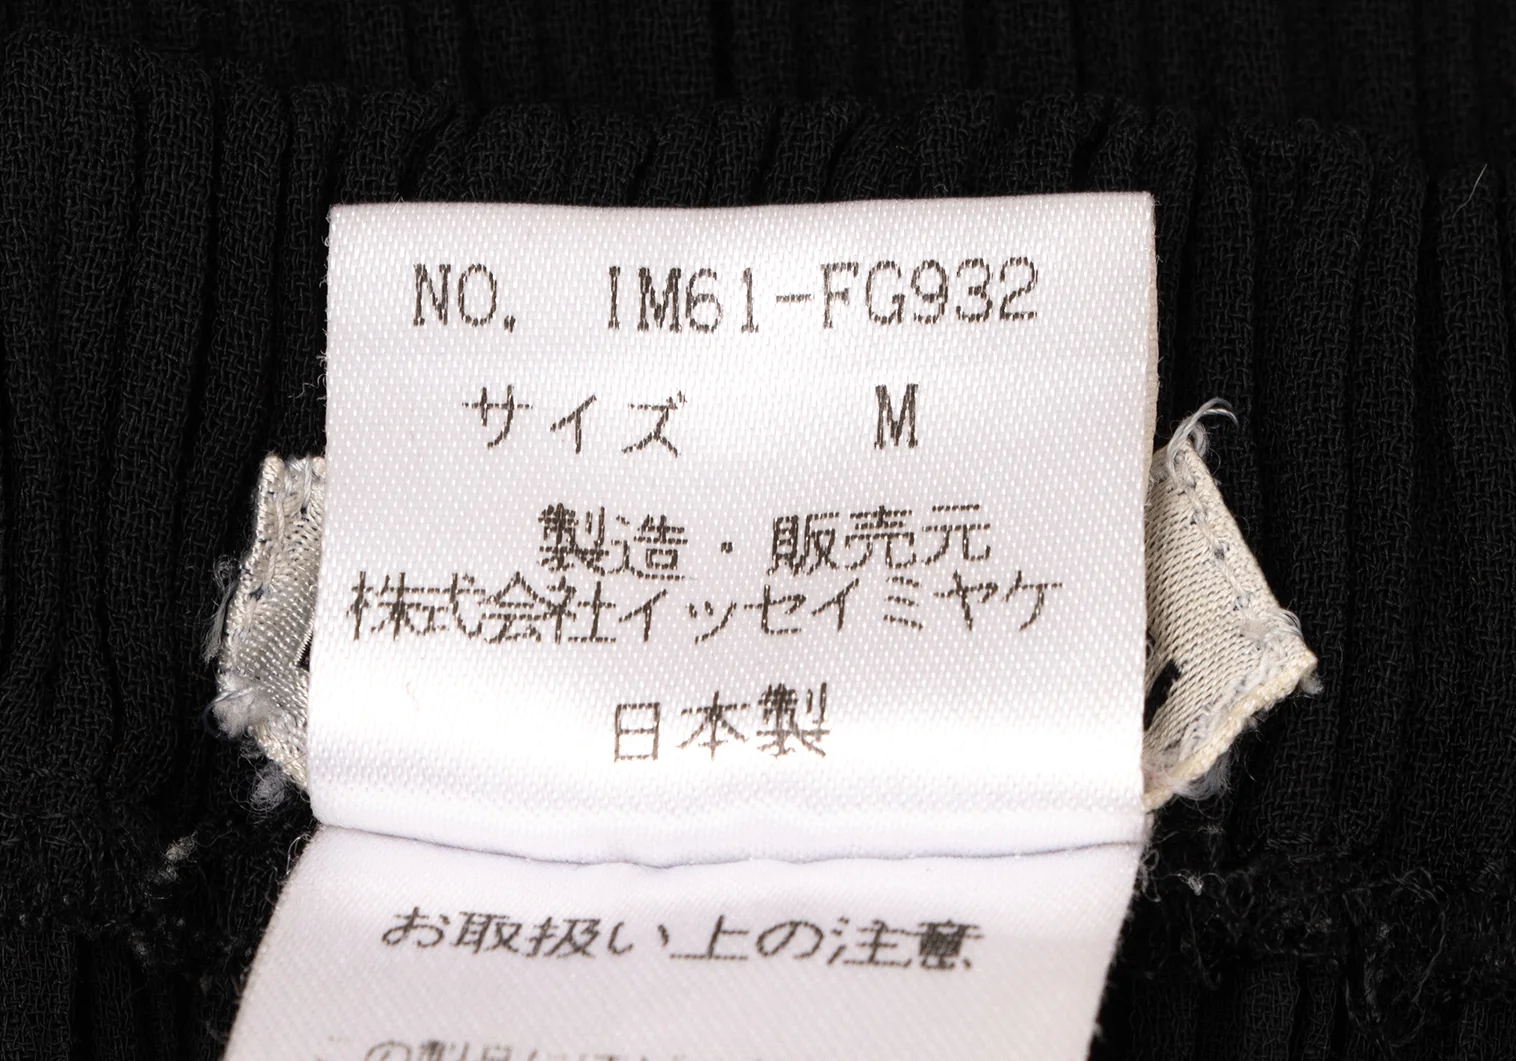 NO. IM61-FG932
サイズ M
製造・販売元
株式会社イッセイミヤケ
日本製
お取扱い上の注意